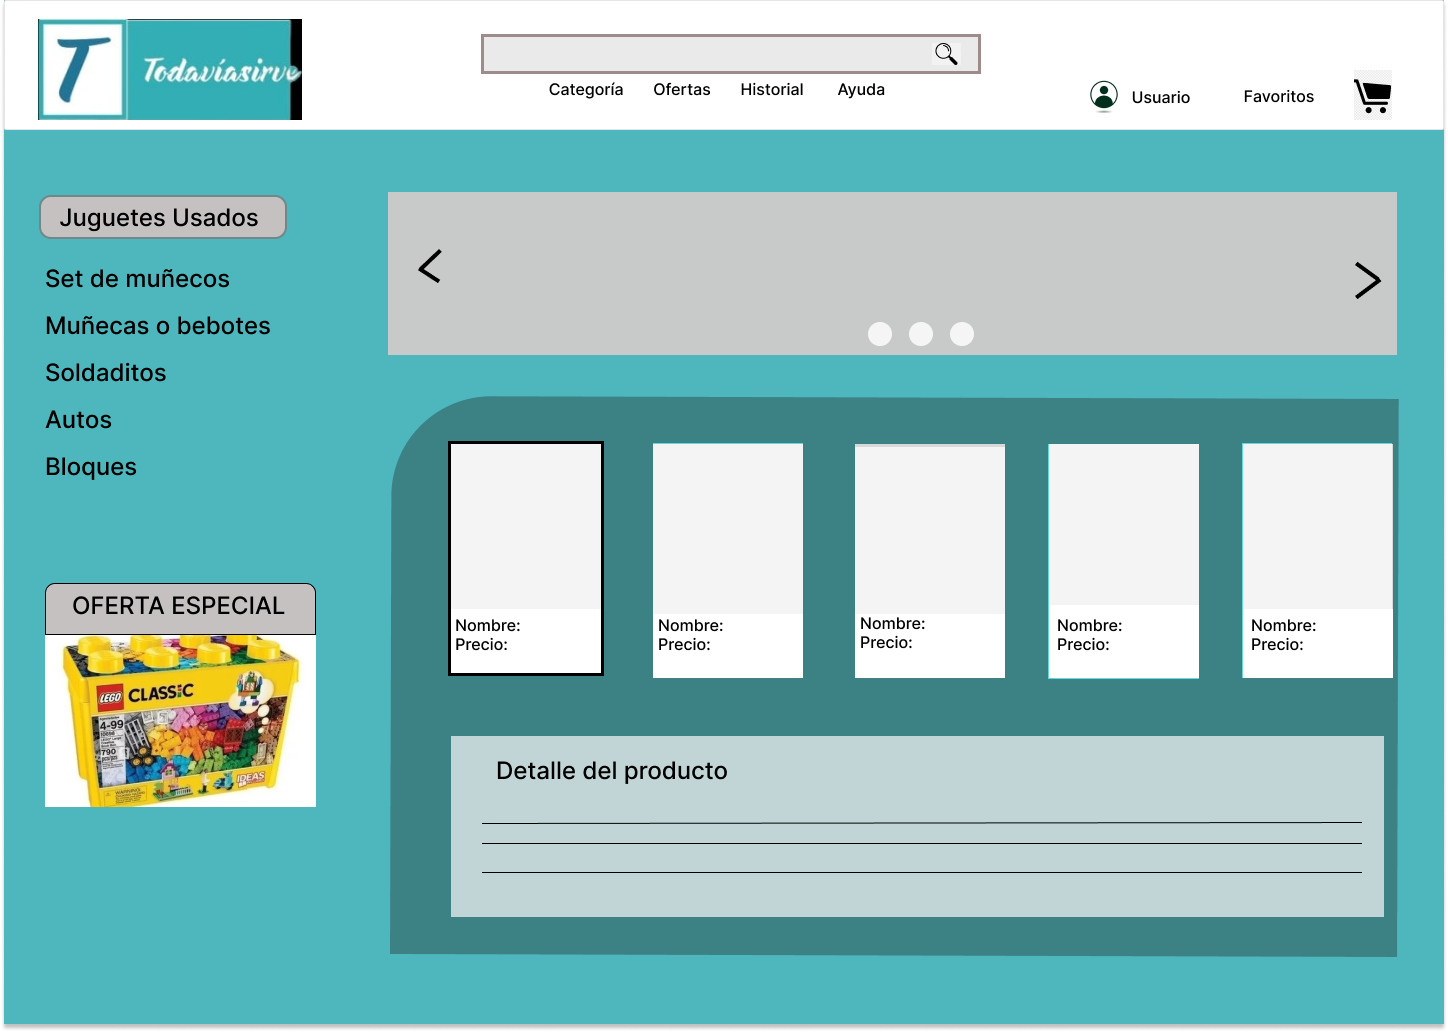 T
Todavíasirve
Categoría
Ofertas
Historial
Ayuda
Usuario
Favoritos
Juguetes Usados
Set de muñecos
Muñecas o bebotes
Soldaditos
Autos
Bloques
OFERTA ESPECIAL
LEGO CLASSIC
4-99
790
IDEAS
WARNING
Nombre:
Precio:
Nombre:
Precio:
Nombre:
Precio:
Nombre:
Precio:
Nombre:
Precio:
Detalle del producto